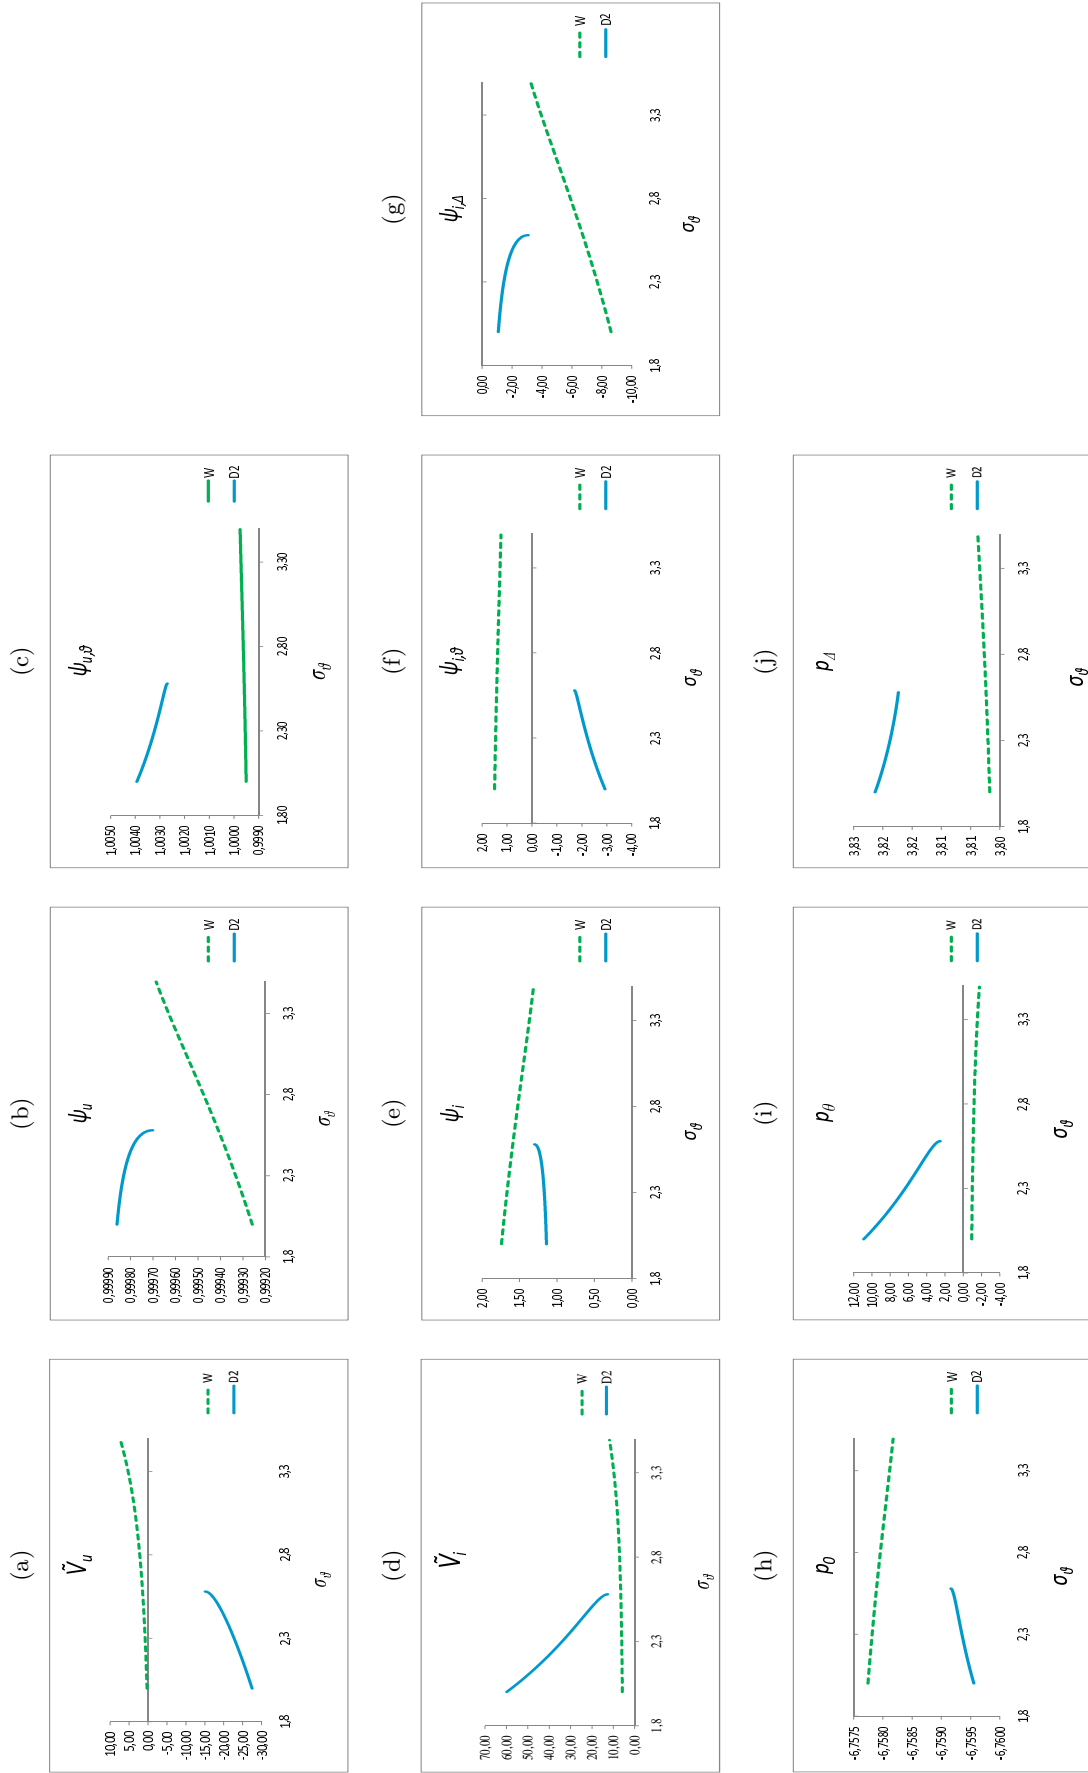 (a)
Ṽu
10,00
5,00
0,00
-5,00
-10,00
-15,00
-20,00
-25,00
-30,00
1,8
2,3
2,8
3,3
σϑ
W
D2
(b)
ψu
0,99990
0,99980
0,99970
0,99960
0,99950
0,99940
0,99930
0,99920
1,8
2,3
2,8
3,3
σϑ
W
D2
(c)
ψu,ϑ
1,0050
1,0040
1,0030
1,0020
1,0010
1,0000
0,9990
1,80
2,30
2,80
3,30
σϑ
W
D2
(d)
Ṽi
70,00
60,00
50,00
40,00
30,00
20,00
10,00
0,00
1,8
2,3
2,8
3,3
σϑ
W
D2
(e)
ψi
2,00
1,50
1,00
0,50
0,00
1,8
2,3
2,8
3,3
σϑ
W
D2
(f)
ψi,ϑ
2,00
1,00
0,00
-1,00
-2,00
-3,00
-4,00
1,8
2,3
2,8
3,3
σϑ
W
D2
(g)
ψi,Δ
0,00
-2,00
-4,00
-6,00
-8,00
-10,00
1,8
2,3
2,8
3,3
σϑ
W
D2
(h)
p0
-6,7575
-6,7580
-6,7585
-6,7590
-6,7595
-6,7600
1,8
2,3
2,8
3,3
σϑ
W
D2
(i)
pθ
12,00
10,00
8,00
6,00
4,00
2,00
0,00
-2,00
-4,00
1,8
2,3
2,8
3,3
σϑ
W
D2
(j)
pΔ
3,83
3,82
3,82
3,81
3,81
3,80
1,8
2,3
2,8
3,3
σϑ
W
D2